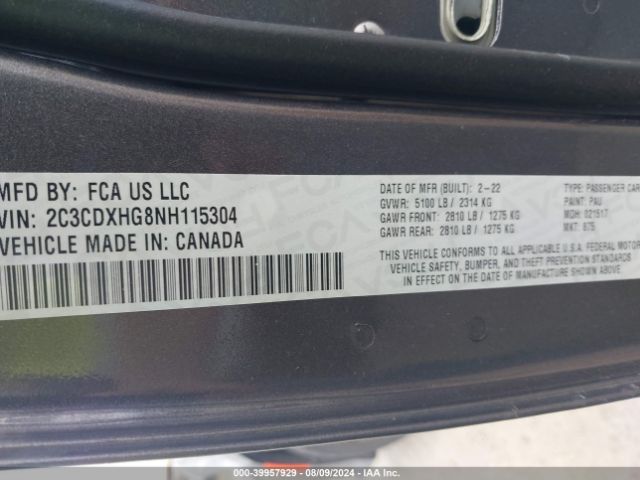 MFD BY: FCA US LLC
VIN: 2C3CDXHG8NH115304
VEHICLE MADE IN: CANADA
DATE OF MFR (BUILT): 2-22
GVWR: 5100 LB / 2314 KG
GAWR FRONT: 2810 LB / 1275 KG
GAWR REAR: 2810 LB / 1275 KG
TYPE: PASSENGER CAR
PAINT: PAU
MDH: 021517
MKT: 875
THIS VEHICLE CONFORMS TO ALL APPLICABLE U.S.A. FEDERAL MOTOR
VEHICLE SAFETY, BUMPER, AND THEFT PREVENTION STANDARDS
IN EFFECT ON THE DATE OF MANUFACTURE SHOWN ABOVE
000-39957929 - 08/09/2024 - IAA Inc.